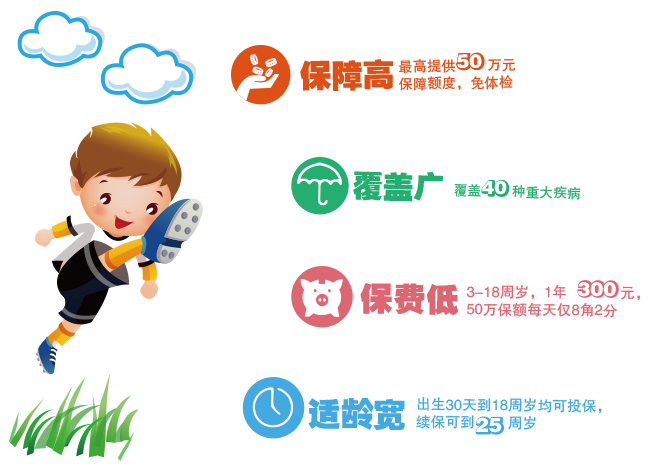 保障高
最高提供50万元
保障额度，免体检
覆盖广
覆盖40种重大疾病
保费低
3-18周岁，1年 300元，
50万保额每天仅8角2分
适龄宽
出生30天到18周岁均可投保，
续保可到25周岁